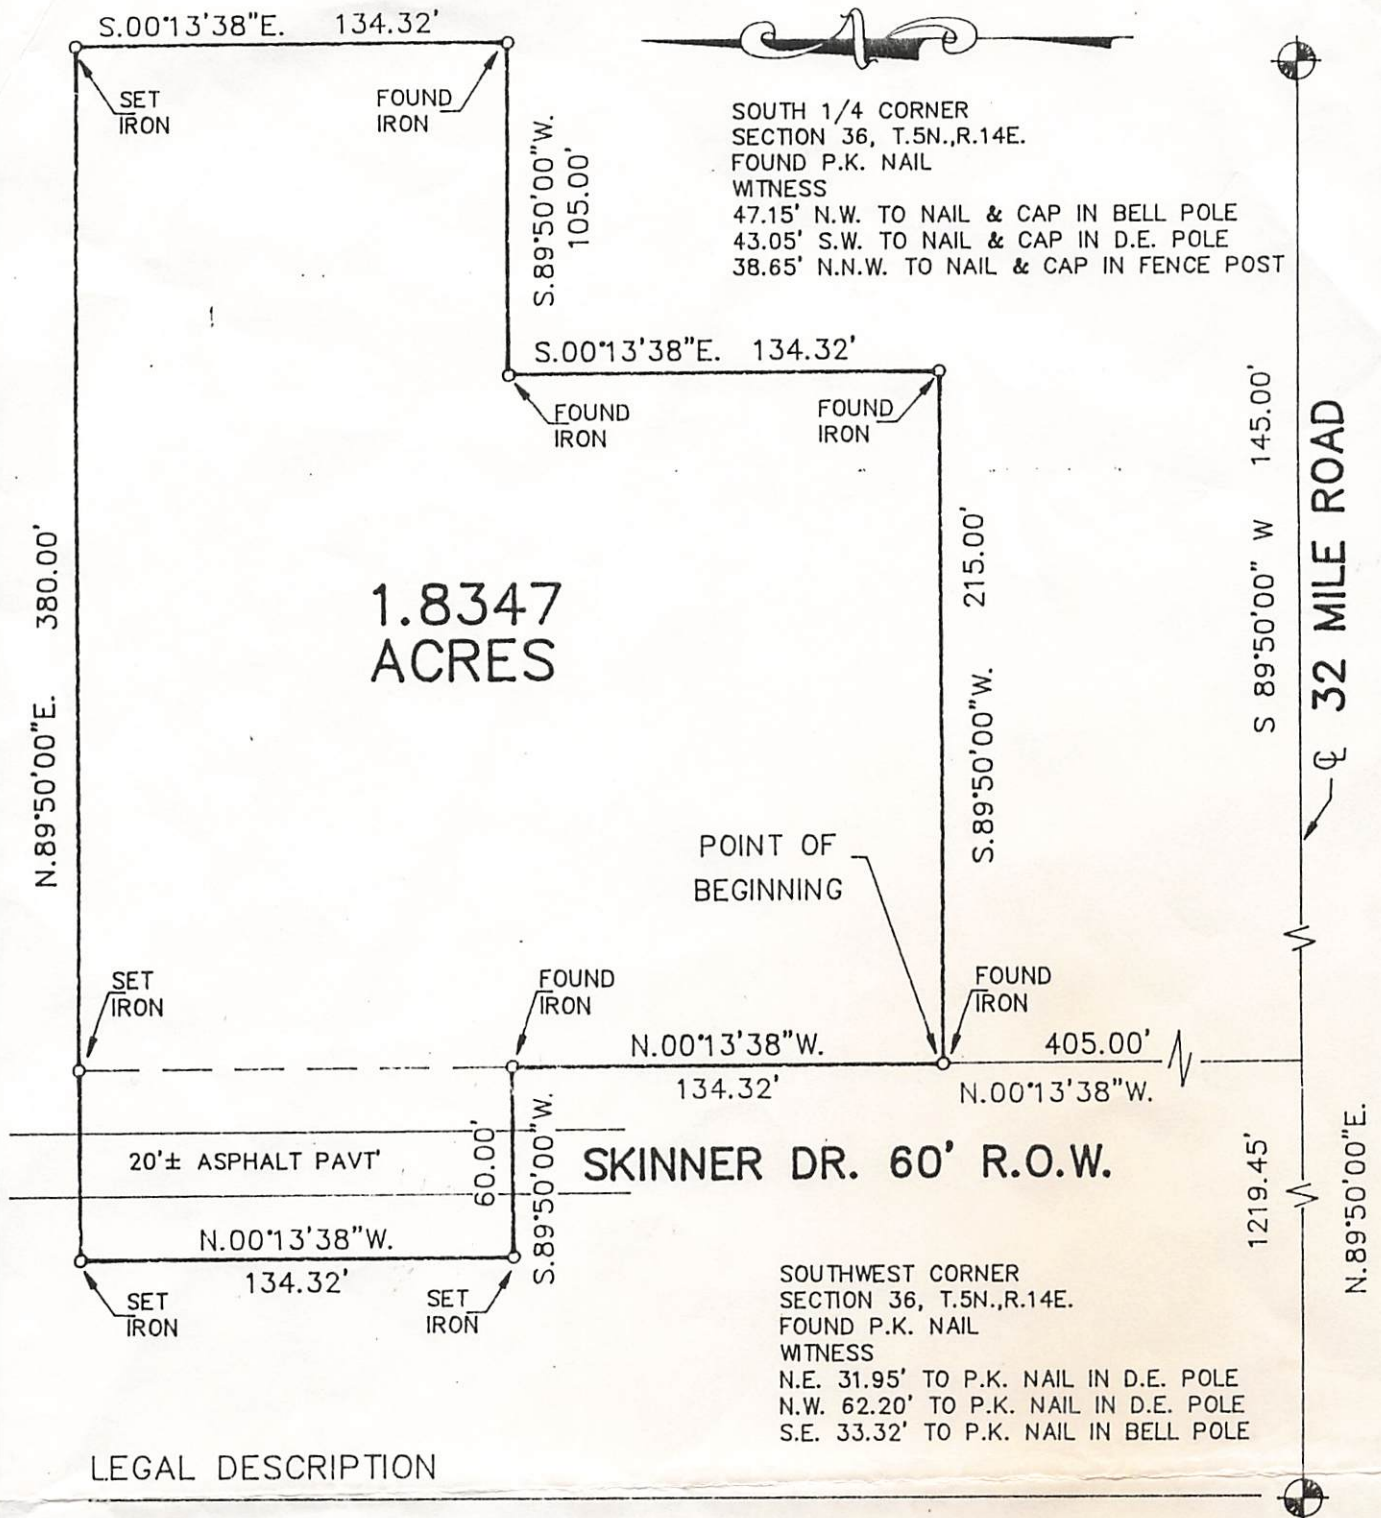 S.00°13'38"E. 134.32'
SET
IRON
FOUND
IRON
S.89°50'00"W.
105.00'
SOUTH 1/4 CORNER
SECTION 36, T.5N.,R.14E.
FOUND P.K. NAIL
WITNESS
47.15' N.W. TO NAIL & CAP IN BELL POLE
43.05' S.W. TO NAIL & CAP IN D.E. POLE
38.65' N.N.W. TO NAIL & CAP IN FENCE POST
S.00°13'38"E. 134.32'
FOUND
IRON
FOUND
IRON
S 89°50'00" W 145.00'
℄ 32 MILE ROAD
N.89°50'00"E. 380.00'
1.8347
ACRES
S.89°50'00"W. 215.00'
POINT OF
BEGINNING
SET
IRON
FOUND
IRON
FOUND
IRON
N.00°13'38"W.
134.32'
405.00'
N.00°13'38"W.
20'± ASPHALT PAVT'
60.00'
S.89°50'00"W.
SKINNER DR. 60' R.O.W.
1219.45'
N.89°50'00"E.
N.00°13'38"W.
134.32'
SET
IRON
SET
IRON
SOUTHWEST CORNER
SECTION 36, T.5N.,R.14E.
FOUND P.K. NAIL
WITNESS
N.E. 31.95' TO P.K. NAIL IN D.E. POLE
N.W. 62.20' TO P.K. NAIL IN D.E. POLE
S.E. 33.32' TO P.K. NAIL IN BELL POLE
LEGAL DESCRIPTION